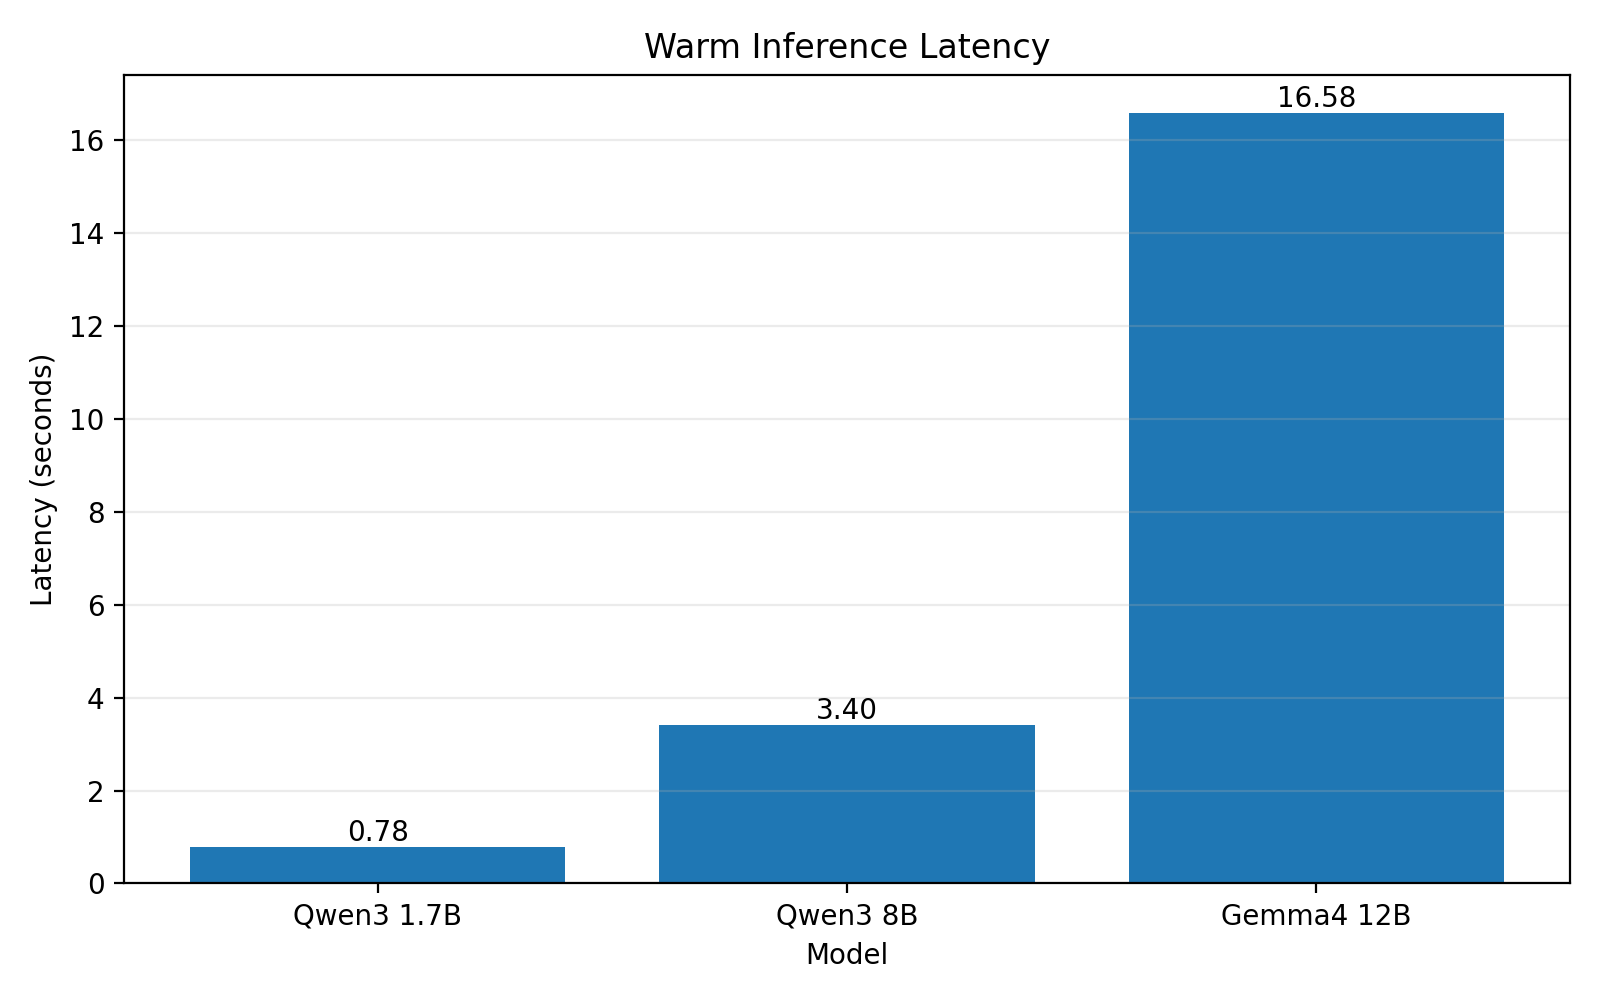 Warm Inference Latency
16.58
16
14
12
10
8
6
4
3.40
2
0.78
0
Latency (seconds)
Qwen3 1.7B
Qwen3 8B
Gemma4 12B
Model